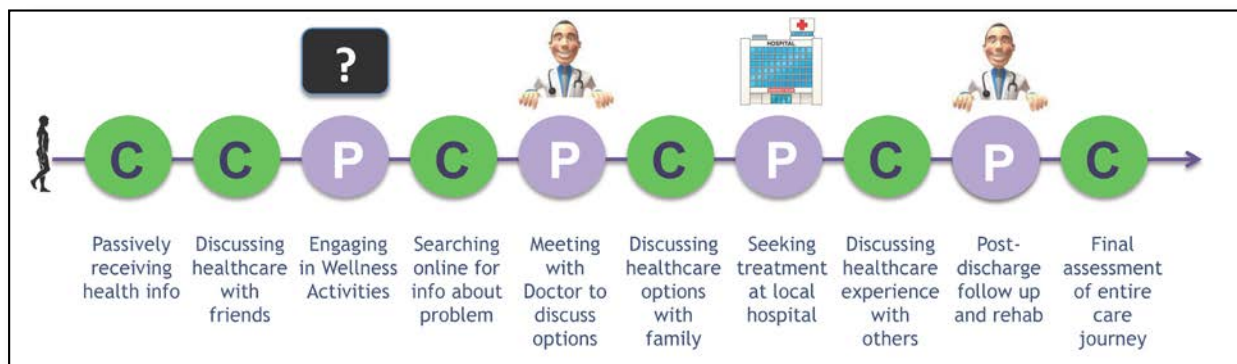 ?
HOSPITAL
C C P C P C P C P C
Passively
receiving
health info
Discussing
healthcare
with
friends
Engaging
in Wellness
Activities
Searching
online for
info about
problem
Meeting
with
Doctor to
discuss
options
Discussing
healthcare
options
with
family
Seeking
treatment
at local
hospital
Discussing
healthcare
experience
with
others
Post-
discharge
follow up
and rehab
Final
assessment
of entire
care
journey